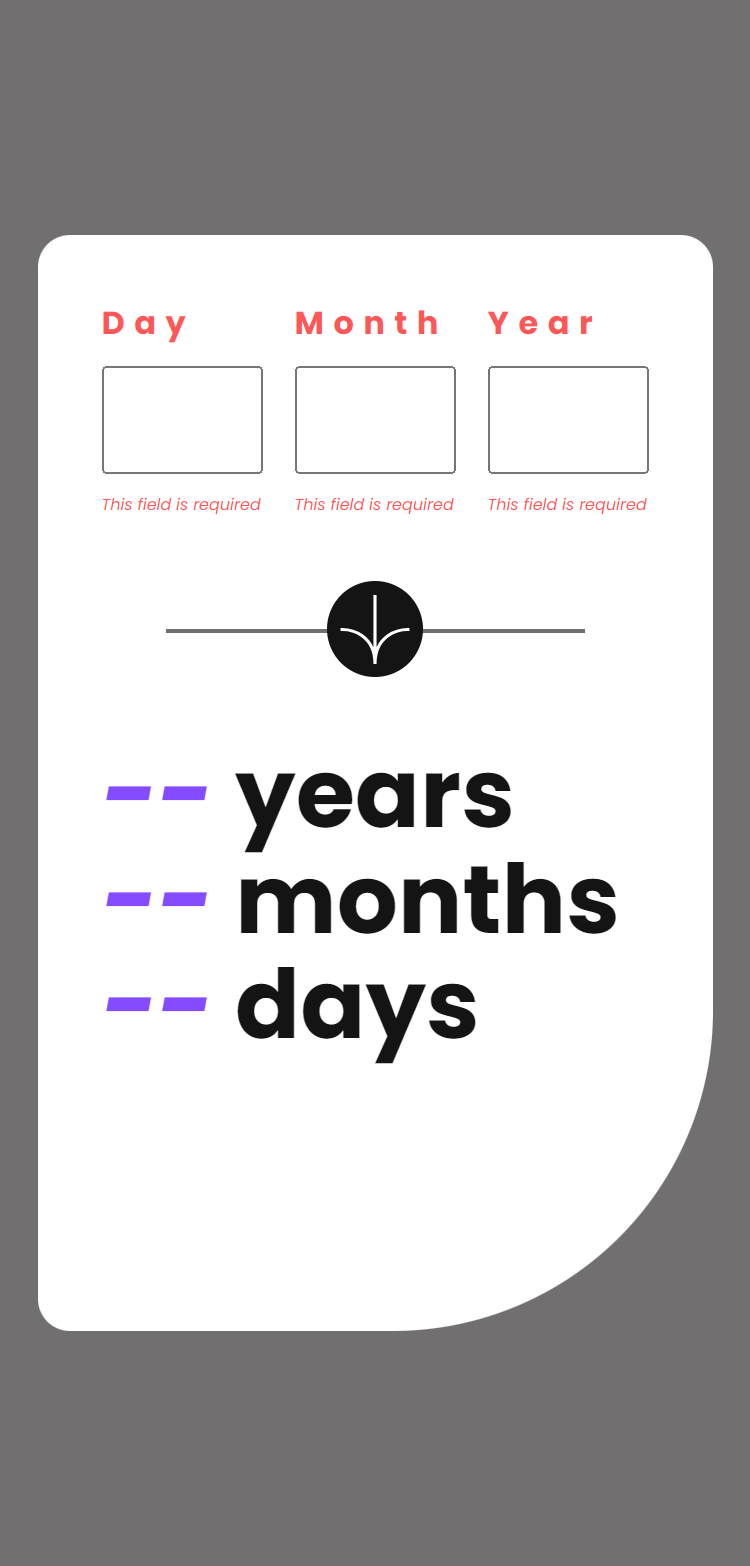 Day Month Year
This field is required This field is required This field is required
-- years
-- months
-- days